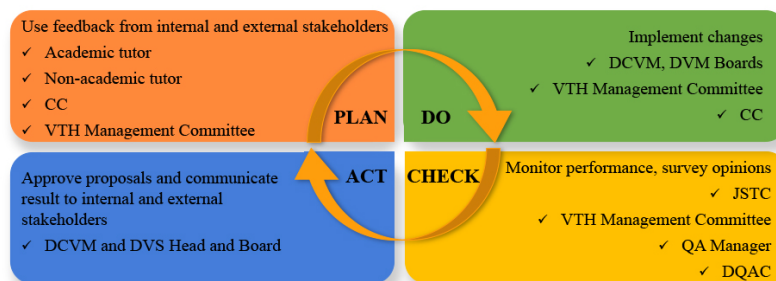 Use feedback from internal and external stakeholders
✓ Academic tutor
✓ Non-academic tutor
✓ CC
✓ VTH Management Committee
PLAN
DO
Implement changes
✓ DCVM, DVM Boards
✓ VTH Management Committee
✓ CC
Approve proposals and communicate
result to internal and external
stakeholders
✓ DCVM and DVS Head and Board
ACT
CHECK
Monitor performance, survey opinions
✓ JSTC
✓ VTH Management Committee
✓ QA Manager
✓ DQAC